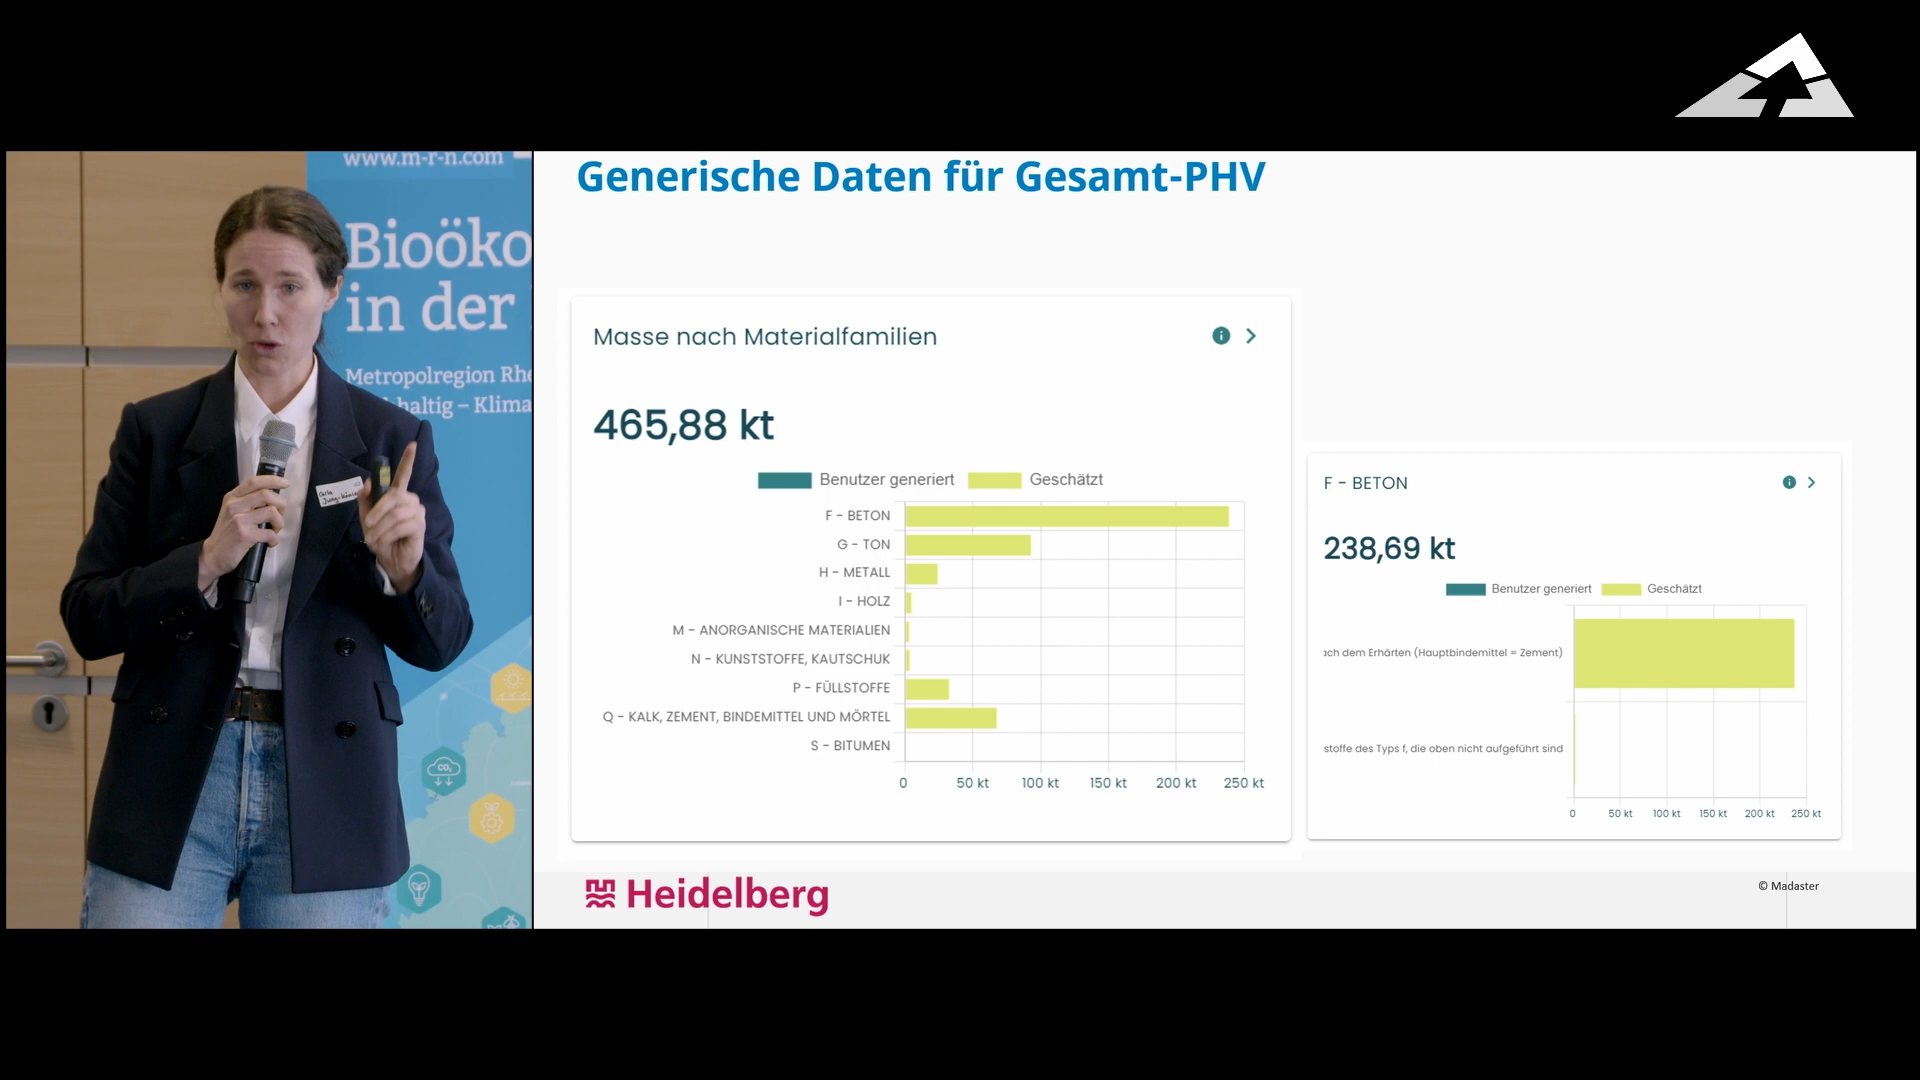 www.m-r-n.com
Bioöko
in der
Metropolregion Rhe
haltig – Klima
CO₂
Generische Daten für Gesamt-PHV
Masse nach Materialfamilien
465,88 kt
Benutzer generiert
Geschätzt
F - BETON
G - TON
H - METALL
I - HOLZ
M - ANORGANISCHE MATERIALIEN
N - KUNSTSTOFFE, KAUTSCHUK
P - FÜLLSTOFFE
Q - KALK, ZEMENT, BINDEMITTEL UND MÖRTEL
S - BITUMEN
0 50 kt 100 kt 150 kt 200 kt 250 kt
F - BETON
238,69 kt
Benutzer generiert
Geschätzt
ach dem Erhärten (Hauptbindemittel = Zement)
stoffe des Typs f, die oben nicht aufgeführt sind
0 50 kt 100 kt 150 kt 200 kt 250 kt
Heidelberg
© Madaster